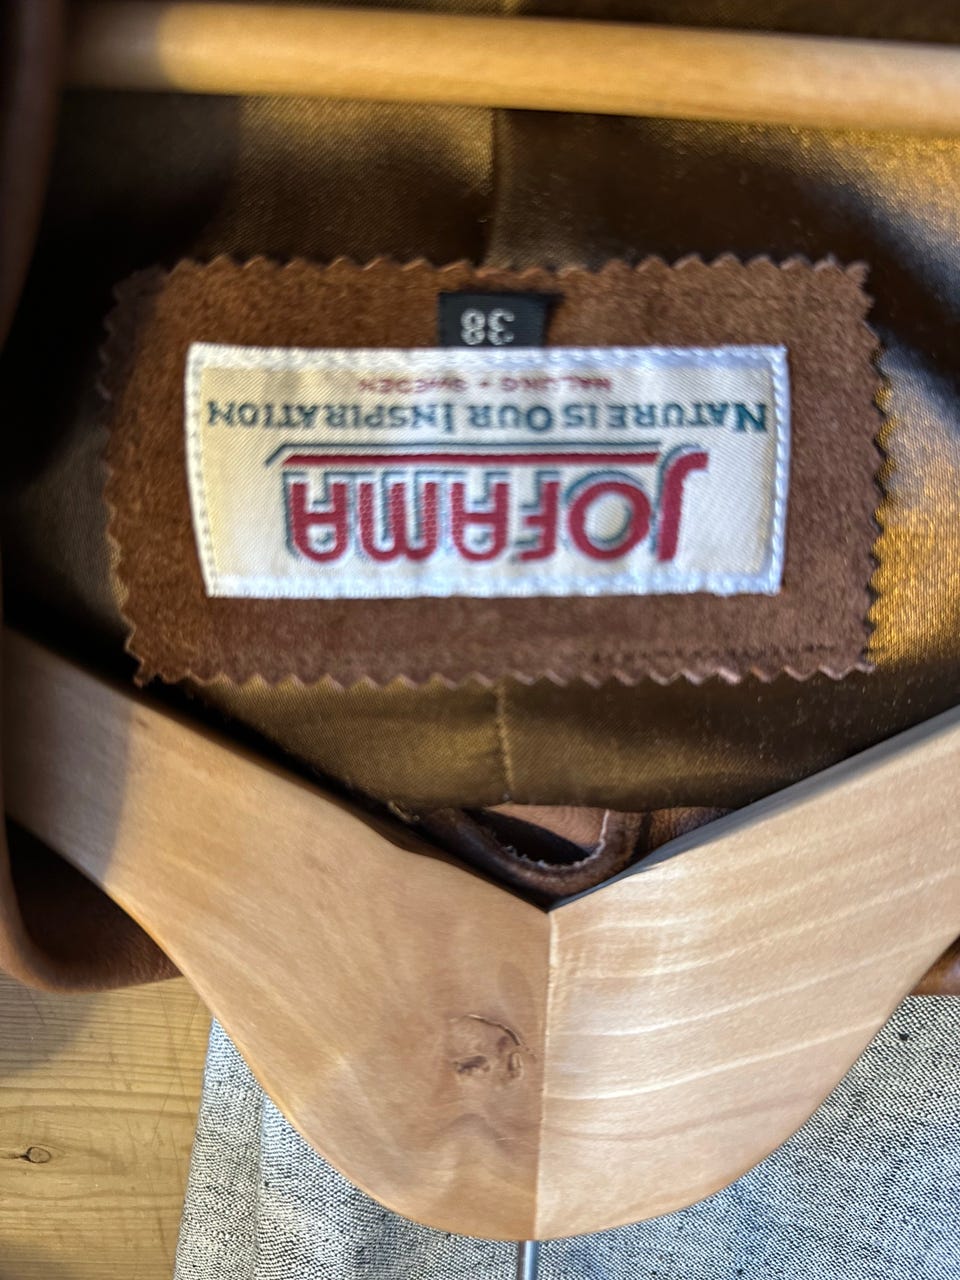 JOFAMA
NATURE IS OUR INSPIRATION
MALUNG • SWEDEN
38